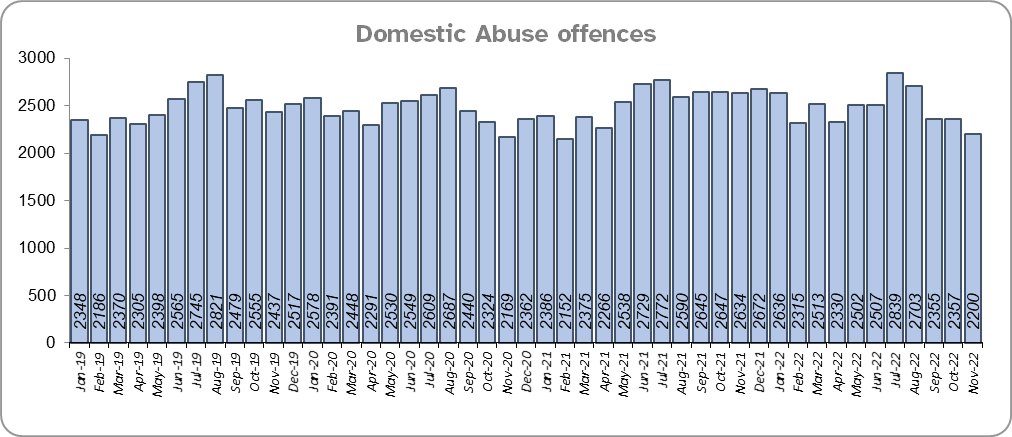 Domestic Abuse offences
3000
2500
2000
1500
1000
500
0
2348
2186
2370
2305
2398
2565
2745
2821
2479
2555
2437
2517
2578
2391
2448
2291
2530
2549
2609
2687
2440
2324
2169
2362
2386
2152
2375
2266
2538
2729
2772
2590
2645
2647
2634
2672
2636
2315
2513
2330
2502
2507
2839
2703
2355
2357
2200
Jan-19
Feb-19
Mar-19
Apr-19
May-19
Jun-19
Jul-19
Aug-19
Sep-19
Oct-19
Nov-19
Dec-19
Jan-20
Feb-20
Mar-20
Apr-20
May-20
Jun-20
Jul-20
Aug-20
Sep-20
Oct-20
Nov-20
Dec-20
Jan-21
Feb-21
Mar-21
Apr-21
May-21
Jun-21
Jul-21
Aug-21
Sep-21
Oct-21
Nov-21
Dec-21
Jan-22
Feb-22
Mar-22
Apr-22
May-22
Jun-22
Jul-22
Aug-22
Sep-22
Oct-22
Nov-22